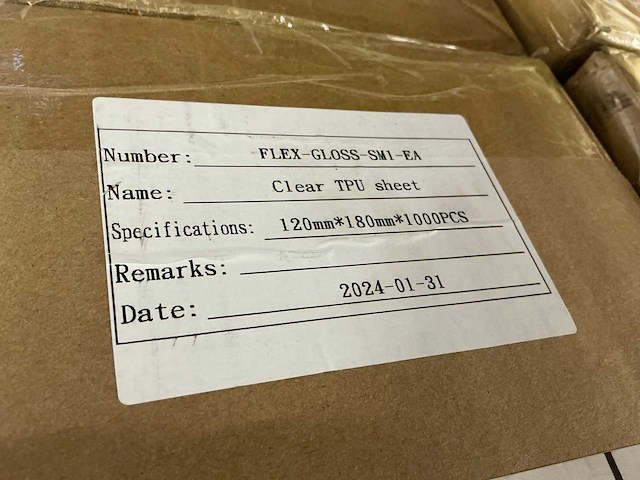 Number: FLEX-GLOSS-SM1-EA
Name: Clear TPU sheet
Specifications: 120mm*180mm*1000PCS
Remarks:
Date: 2024-01-31